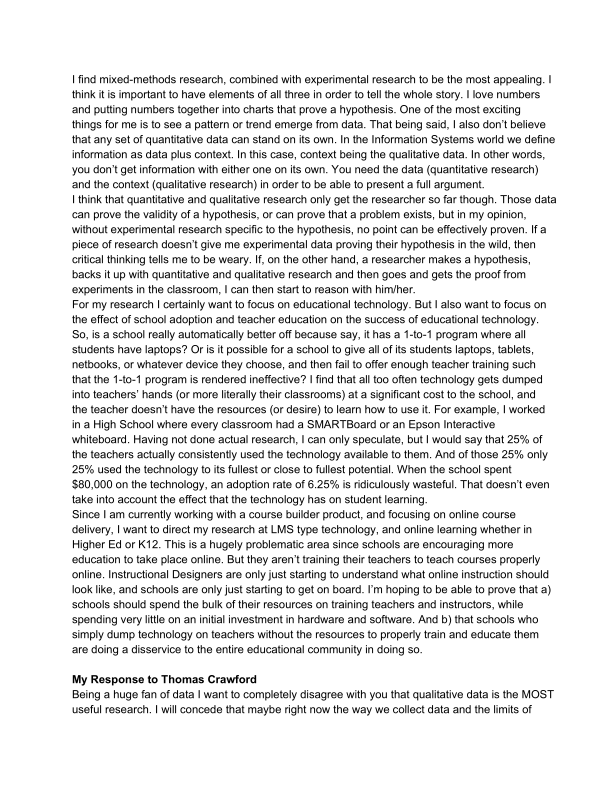 I find mixed-methods research, combined with experimental research to be the most appealing. I
think it is important to have elements of all three in order to tell the whole story. I love numbers
and putting numbers together into charts that prove a hypothesis. One of the most exciting
things for me is to see a pattern or trend emerge from data. That being said, I also don’t believe
that any set of quantitative data can stand on its own. In the Information Systems world we define
information as data plus context. In this case, context being the qualitative data. In other words,
you don’t get information with either one on its own. You need the data (quantitative research)
and the context (qualitative research) in order to be able to present a full argument.
I think that quantitative and qualitative research only get the researcher so far though. Those data
can prove the validity of a hypothesis, or can prove that a problem exists, but in my opinion,
without experimental research specific to the hypothesis, no point can be effectively proven. If a
piece of research doesn’t give me experimental data proving their hypothesis in the wild, then
critical thinking tells me to be weary. If, on the other hand, a researcher makes a hypothesis,
backs it up with quantitative and qualitative research and then goes and gets the proof from
experiments in the classroom, I can then start to reason with him/her.
For my research I certainly want to focus on educational technology. But I also want to focus on
the effect of school adoption and teacher education on the success of educational technology.
So, is a school really automatically better off because say, it has a 1-to-1 program where all
students have laptops? Or is it possible for a school to give all of its students laptops, tablets,
netbooks, or whatever device they choose, and then fail to offer enough teacher training such
that the 1-to-1 program is rendered ineffective? I find that all too often technology gets dumped
into teachers’ hands (or more literally their classrooms) at a significant cost to the school, and
the teacher doesn’t have the resources (or desire) to learn how to use it. For example, I worked
in a High School where every classroom had a SMARTBoard or an Epson Interactive
whiteboard. Having not done actual research, I can only speculate, but I would say that 25% of
the teachers actually consistently used the technology available to them. And of those 25% only
25% used the technology to its fullest or close to fullest potential. When the school spent
$80,000 on the technology, an adoption rate of 6.25% is ridiculously wasteful. That doesn’t even
take into account the effect that the technology has on student learning.
Since I am currently working with a course builder product, and focusing on online course
delivery, I want to direct my research at LMS type technology, and online learning whether in
Higher Ed or K12. This is a hugely problematic area since schools are encouraging more
education to take place online. But they aren’t training their teachers to teach courses properly
online. Instructional Designers are only just starting to understand what online instruction should
look like, and schools are only just starting to get on board. I’m hoping to be able to prove that a)
schools should spend the bulk of their resources on training teachers and instructors, while
spending very little on an initial investment in hardware and software. And b) that schools who
simply dump technology on teachers without the resources to properly train and educate them
are doing a disservice to the entire educational community in doing so.
My Response to Thomas Crawford
Being a huge fan of data I want to completely disagree with you that qualitative data is the MOST
useful research. I will concede that maybe right now the way we collect data and the limits of